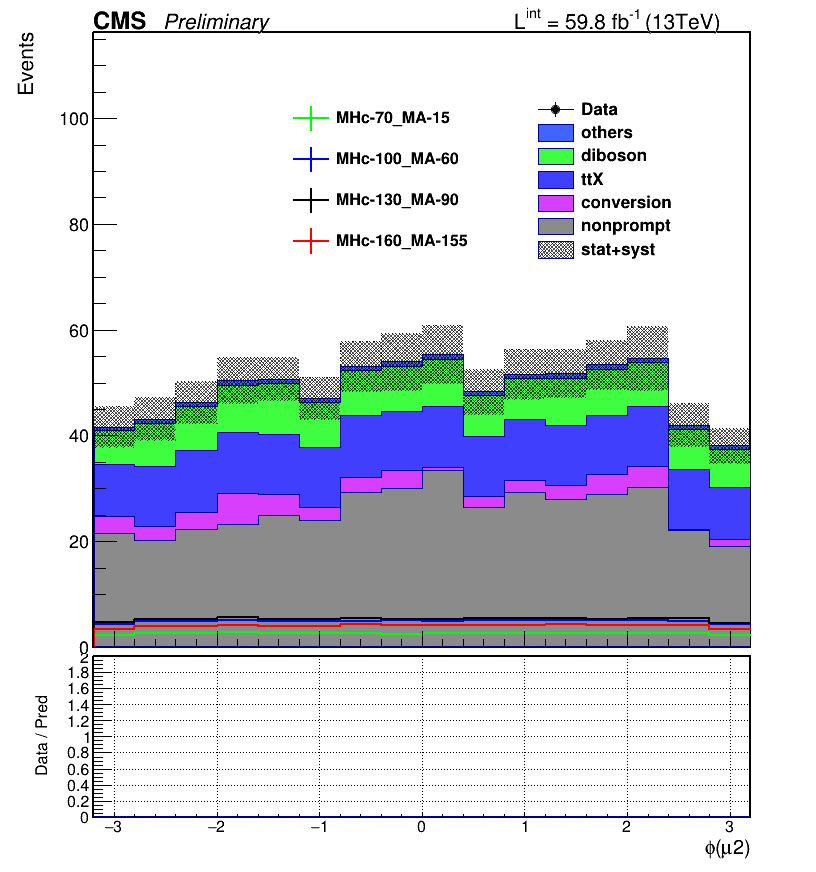 CMS Preliminary
L^int = 59.8 fb^-1 (13TeV)
Events
100
80
60
40
20
0
MHc-70_MA-15
MHc-100_MA-60
MHc-130_MA-90
MHc-160_MA-155
Data
others
diboson
ttX
conversion
nonprompt
stat+syst
Data / Pred
2
1.8
1.6
1.4
1.2
1
0.8
0.6
0.4
0.2
0
−3 −2 −1 0 1 2 3
ϕ(μ2)